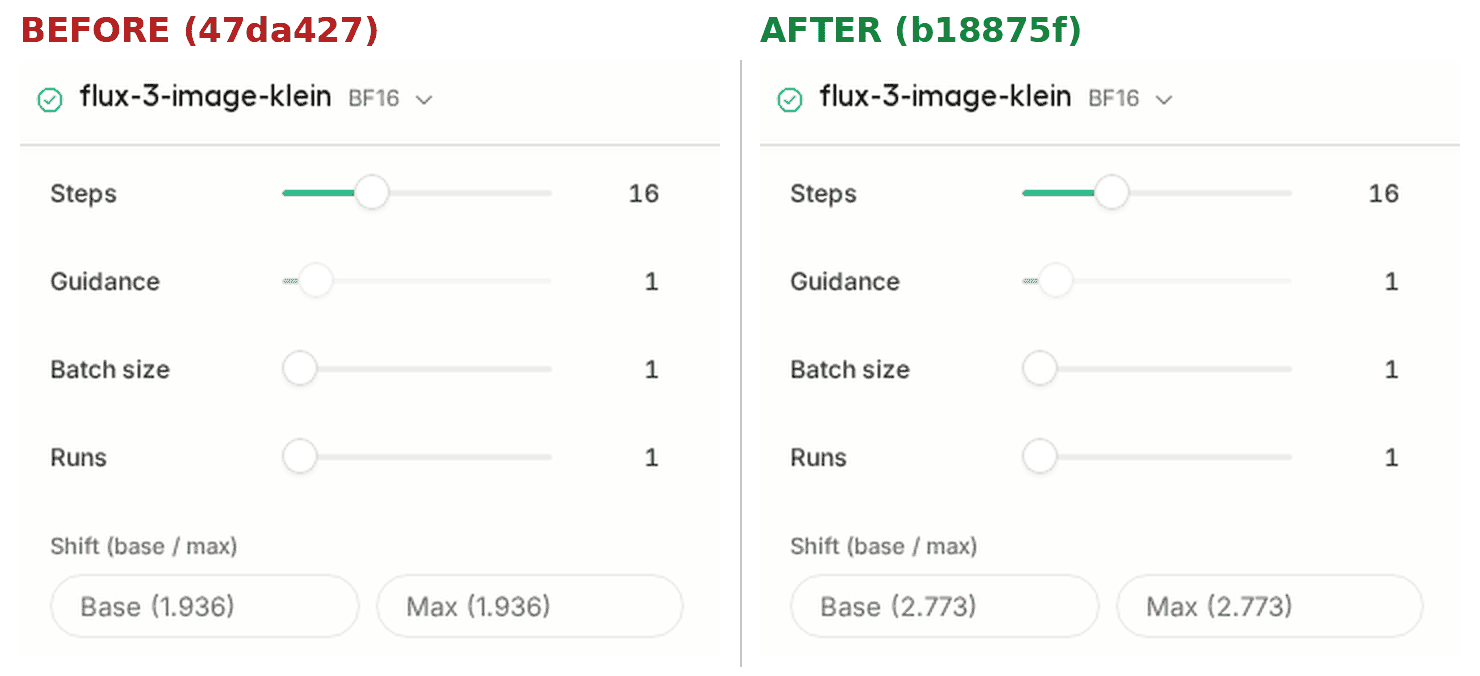 BEFORE (47da427)
flux-3-image-klein BF16
Steps 16
Guidance 1
Batch size 1
Runs 1
Shift (base / max)
Base (1.936) Max (1.936)
AFTER (b18875f)
flux-3-image-klein BF16
Steps 16
Guidance 1
Batch size 1
Runs 1
Shift (base / max)
Base (2.773) Max (2.773)